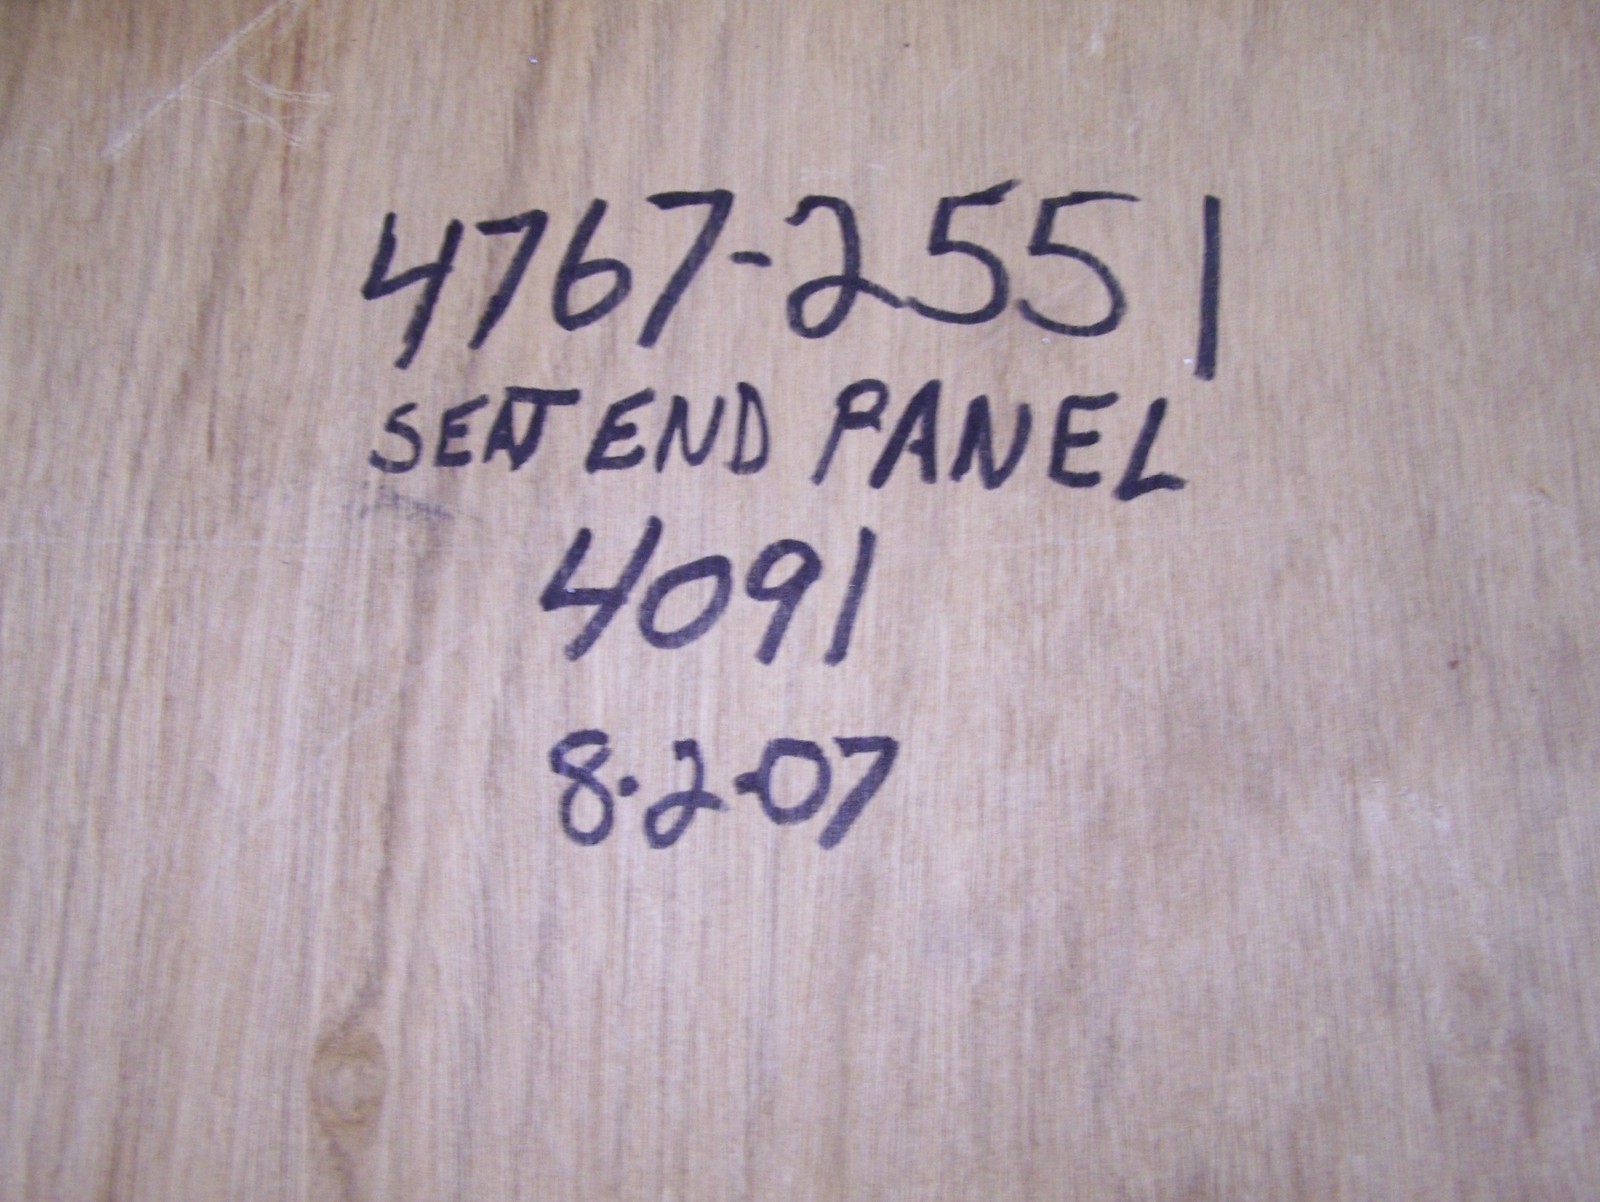 4767-2551
SEAT END PANEL
4091
8-2-07